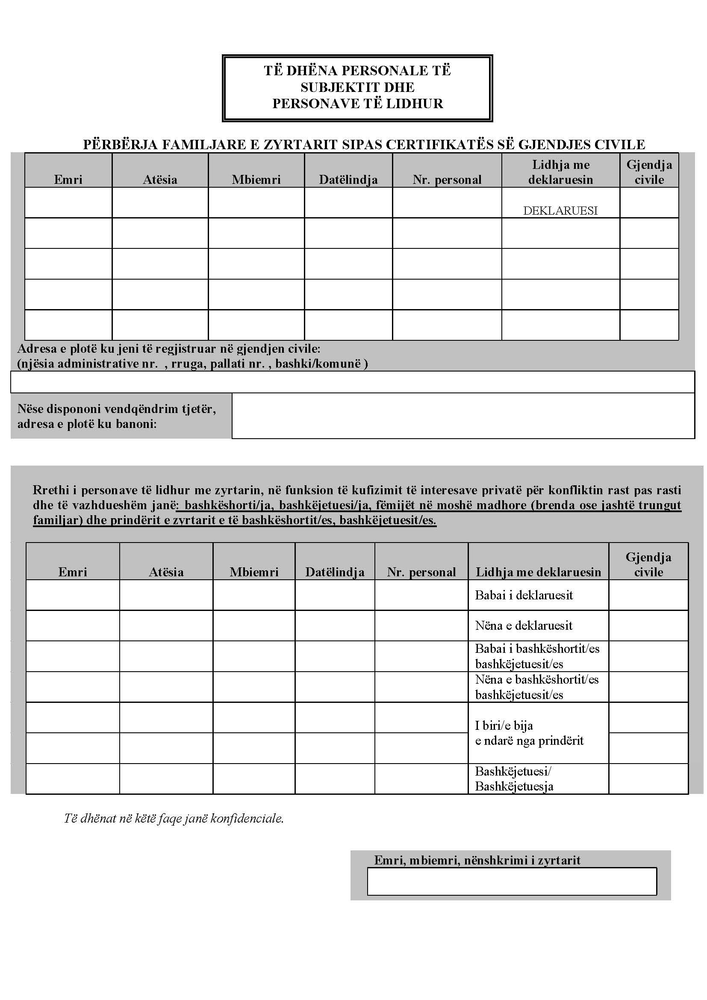 TË DHËNA PERSONALE TË
SUBJEKTIT DHE
PERSONAVE TË LIDHUR
PËRBËRJA FAMILJARE E ZYRTARIT SIPAS CERTIFIKATËS SË GJENDJES CIVILE
Emri Atësia Mbiemri Datëlindja Nr. personal Lidhja me deklaruesin Gjendja civile
DEKLARUESI
Adresa e plotë ku jeni të regjistruar në gjendjen civile:
(njësia administrative nr.  , rruga, pallati nr. , bashki/komunë )
Nëse dispononi vendqëndrim tjetër,
adresa e plotë ku banoni:
Rrethi i personave të lidhur me zyrtarin, në funksion të kufizimit të interesave privatë për konfliktin rast pas rasti
dhe të vazhdueshëm janë: bashkëshorti/ja, bashkëjetuesi/ja, fëmijët në moshë madhore (brenda ose jashtë trungut
familjar) dhe prindërit e zyrtarit e të bashkëshortit/es, bashkëjetuesit/es.
Emri Atësia Mbiemri Datëlindja Nr. personal Lidhja me deklaruesin Gjendja civile
Babai i deklaruesit
Nëna e deklaruesit
Babai i bashkëshortit/es
bashkëjetuesit/es
Nëna e bashkëshortit/es
bashkëjetuesit/es
I biri/e bija
e ndarë nga prindërit
Bashkëjetuesi/
Bashkëjetuesja
Të dhënat në këtë faqe janë konfidenciale.
Emri, mbiemri, nënshkrimi i zyrtarit